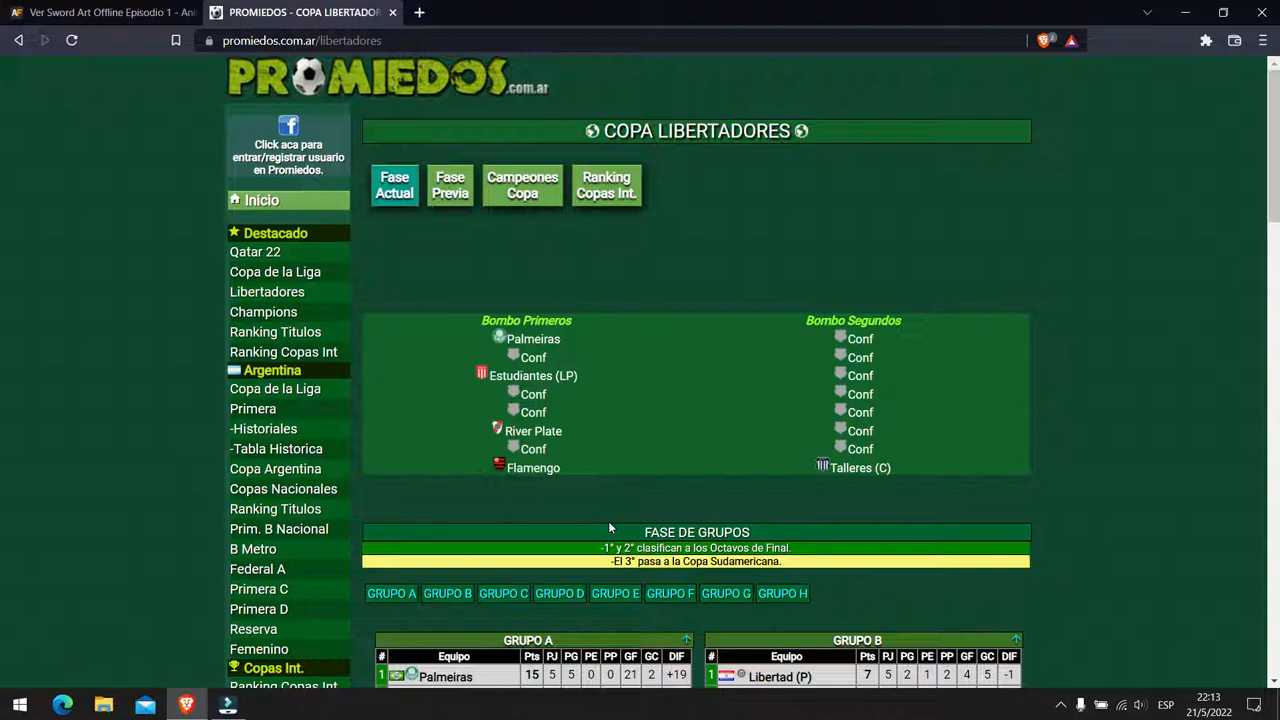 Ver Sword Art Offline Episodio 1 - Ani
PROMIEDOS - COPA LIBERTADOR
promiedos.com.ar/libertadores
2
PROMIEDOS.com.ar
Click aca para
entrar/registrar usuario
en Promiedos.
Inicio
Destacado
Qatar 22
Copa de la Liga
Libertadores
Champions
Ranking Titulos
Ranking Copas Int
Argentina
Copa de la Liga
Primera
-Historiales
-Tabla Historica
Copa Argentina
Copas Nacionales
Ranking Titulos
Prim. B Nacional
B Metro
Federal A
Primera C
Primera D
Reserva
Femenino
Copas Int.
Ranking Copas Int
COPA LIBERTADORES
Fase Actual
Fase Previa
Campeones Copa
Ranking Copas Int.
Bombo Primeros
Palmeiras
Conf
Estudiantes (LP)
Conf
Conf
River Plate
Conf
Flamengo
Bombo Segundos
Conf
Conf
Conf
Conf
Conf
Conf
Conf
Talleres (C)
FASE DE GRUPOS
-1° y 2° clasifican a los Octavos de Final.
-El 3° pasa a la Copa Sudamericana.
GRUPO A GRUPO B GRUPO C GRUPO D GRUPO E GRUPO F GRUPO G GRUPO H
GRUPO A
# Equipo Pts PJ PG PE PP GF GC DIF
1 Palmeiras 15 5 5 0 0 21 2 +19
GRUPO B
# Equipo Pts PJ PG PE PP GF GC DIF
1 Libertad (P) 7 5 2 1 2 4 5 -1
ESP
22:13
21/5/2022